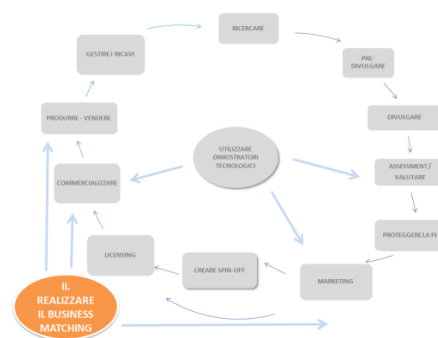 RICERCARE
GESTIRE I RICAVI
PRE-
DIVULGARE
PRODURRE - VENDERE
DIVULGARE
UTILIZZARE
DIMOSTRATORI
TECNOLOGICI
ASSESSMENT /
VALUTARE
COMMERCIALIZZARE
PROTEGGERE LA PI
LICENSING
CREARE SPIN-OFF
MARKETING
II.
REALIZZARE
IL BUSINESS
MATCHING